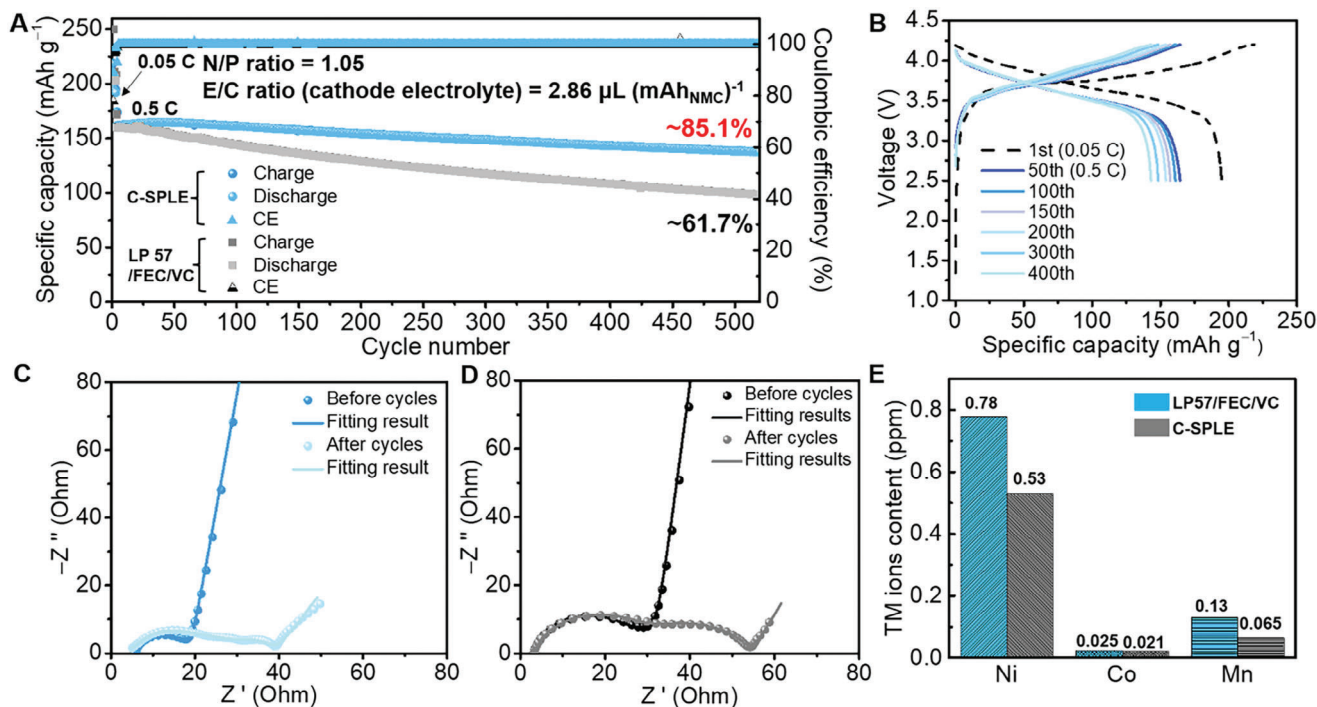 A
Specific capacity (mAh g⁻¹)
250
200
150
100
50
0
0.05 C
0.5 C
N/P ratio = 1.05
E/C ratio (cathode electrolyte) = 2.86 µL (mAh_NMC)⁻¹
~85.1%
~61.7%
C-SPLE
Charge
Discharge
CE
LP 57
/FEC/VC
Charge
Discharge
CE
100
80
60
40
20
0
Coulombic efficiency (%)
0 50 100 150 200 250 300 350 400 450 500
Cycle number
B
Voltage (V)
4.5
4.0
3.5
3.0
2.5
2.0
1.5
1.0
1st (0.05 C)
50th (0.5 C)
100th
150th
200th
300th
400th
0 50 100 150 200 250
Specific capacity (mAh g⁻¹)
C
–Z '' (Ohm)
80
60
40
20
0
Before cycles
Fitting result
After cycles
Fitting result
0 20 40 60 80
Z ' (Ohm)
D
–Z '' (Ohm)
80
60
40
20
0
Before cycles
Fitting results
After cycles
Fitting results
0 20 40 60 80
Z ' (Ohm)
E
TM ions content (ppm)
0.8
0.4
0.0
LP57/FEC/VC
C-SPLE
0.78
0.53
0.025 0.021
0.13
0.065
Ni Co Mn